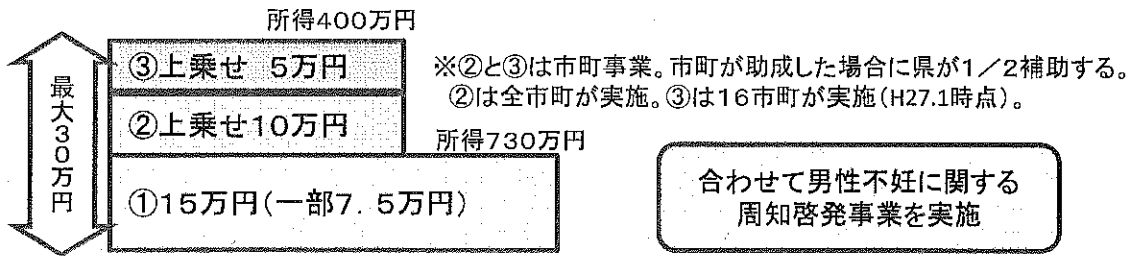 所得400万円
最大30万円
③上乗せ 5万円
②上乗せ10万円
所得730万円
①15万円(一部7.5万円)
※②と③は市町事業。市町が助成した場合に県が1/2補助する。
②は全市町が実施。③は16市町が実施(H27.1時点)。
合わせて男性不妊に関する
周知啓発事業を実施